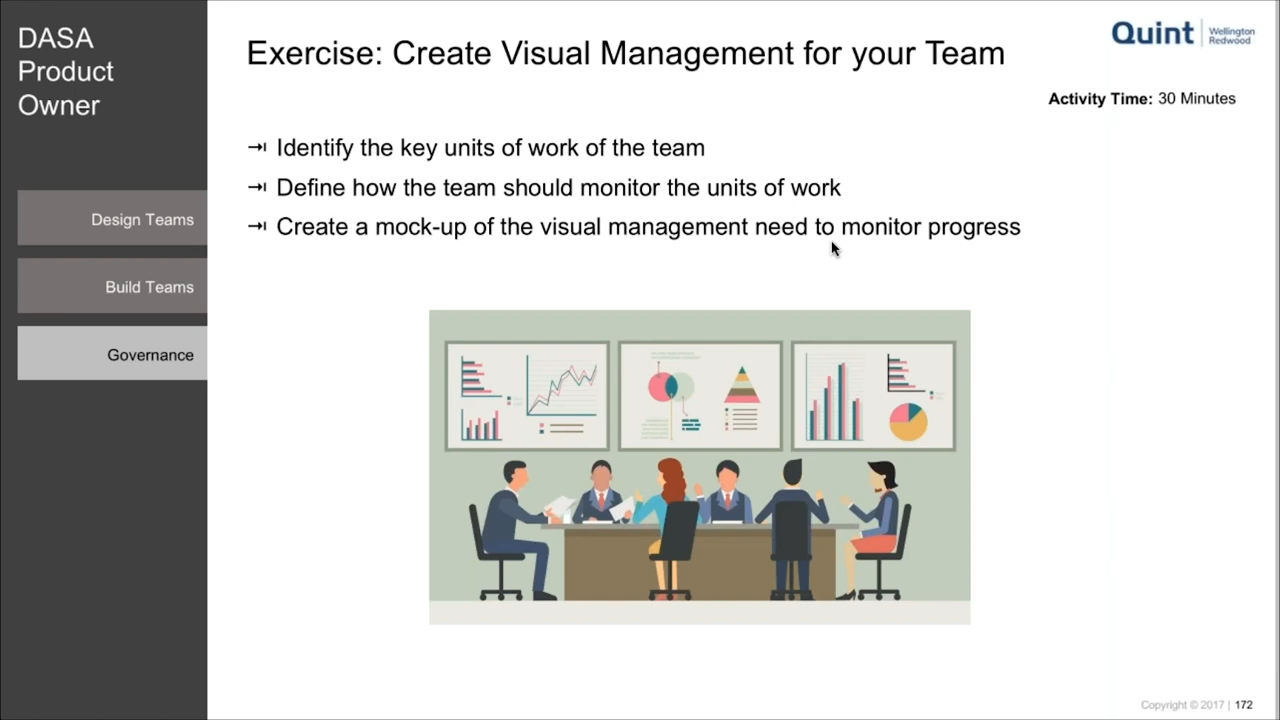 DASA
Product
Owner
Design Teams
Build Teams
Governance
Exercise: Create Visual Management for your Team
Quint
Wellington
Redwood
Activity Time: 30 Minutes
Identify the key units of work of the team
Define how the team should monitor the units of work
Create a mock-up of the visual management need to monitor progress
Copyright © 2017 | 172